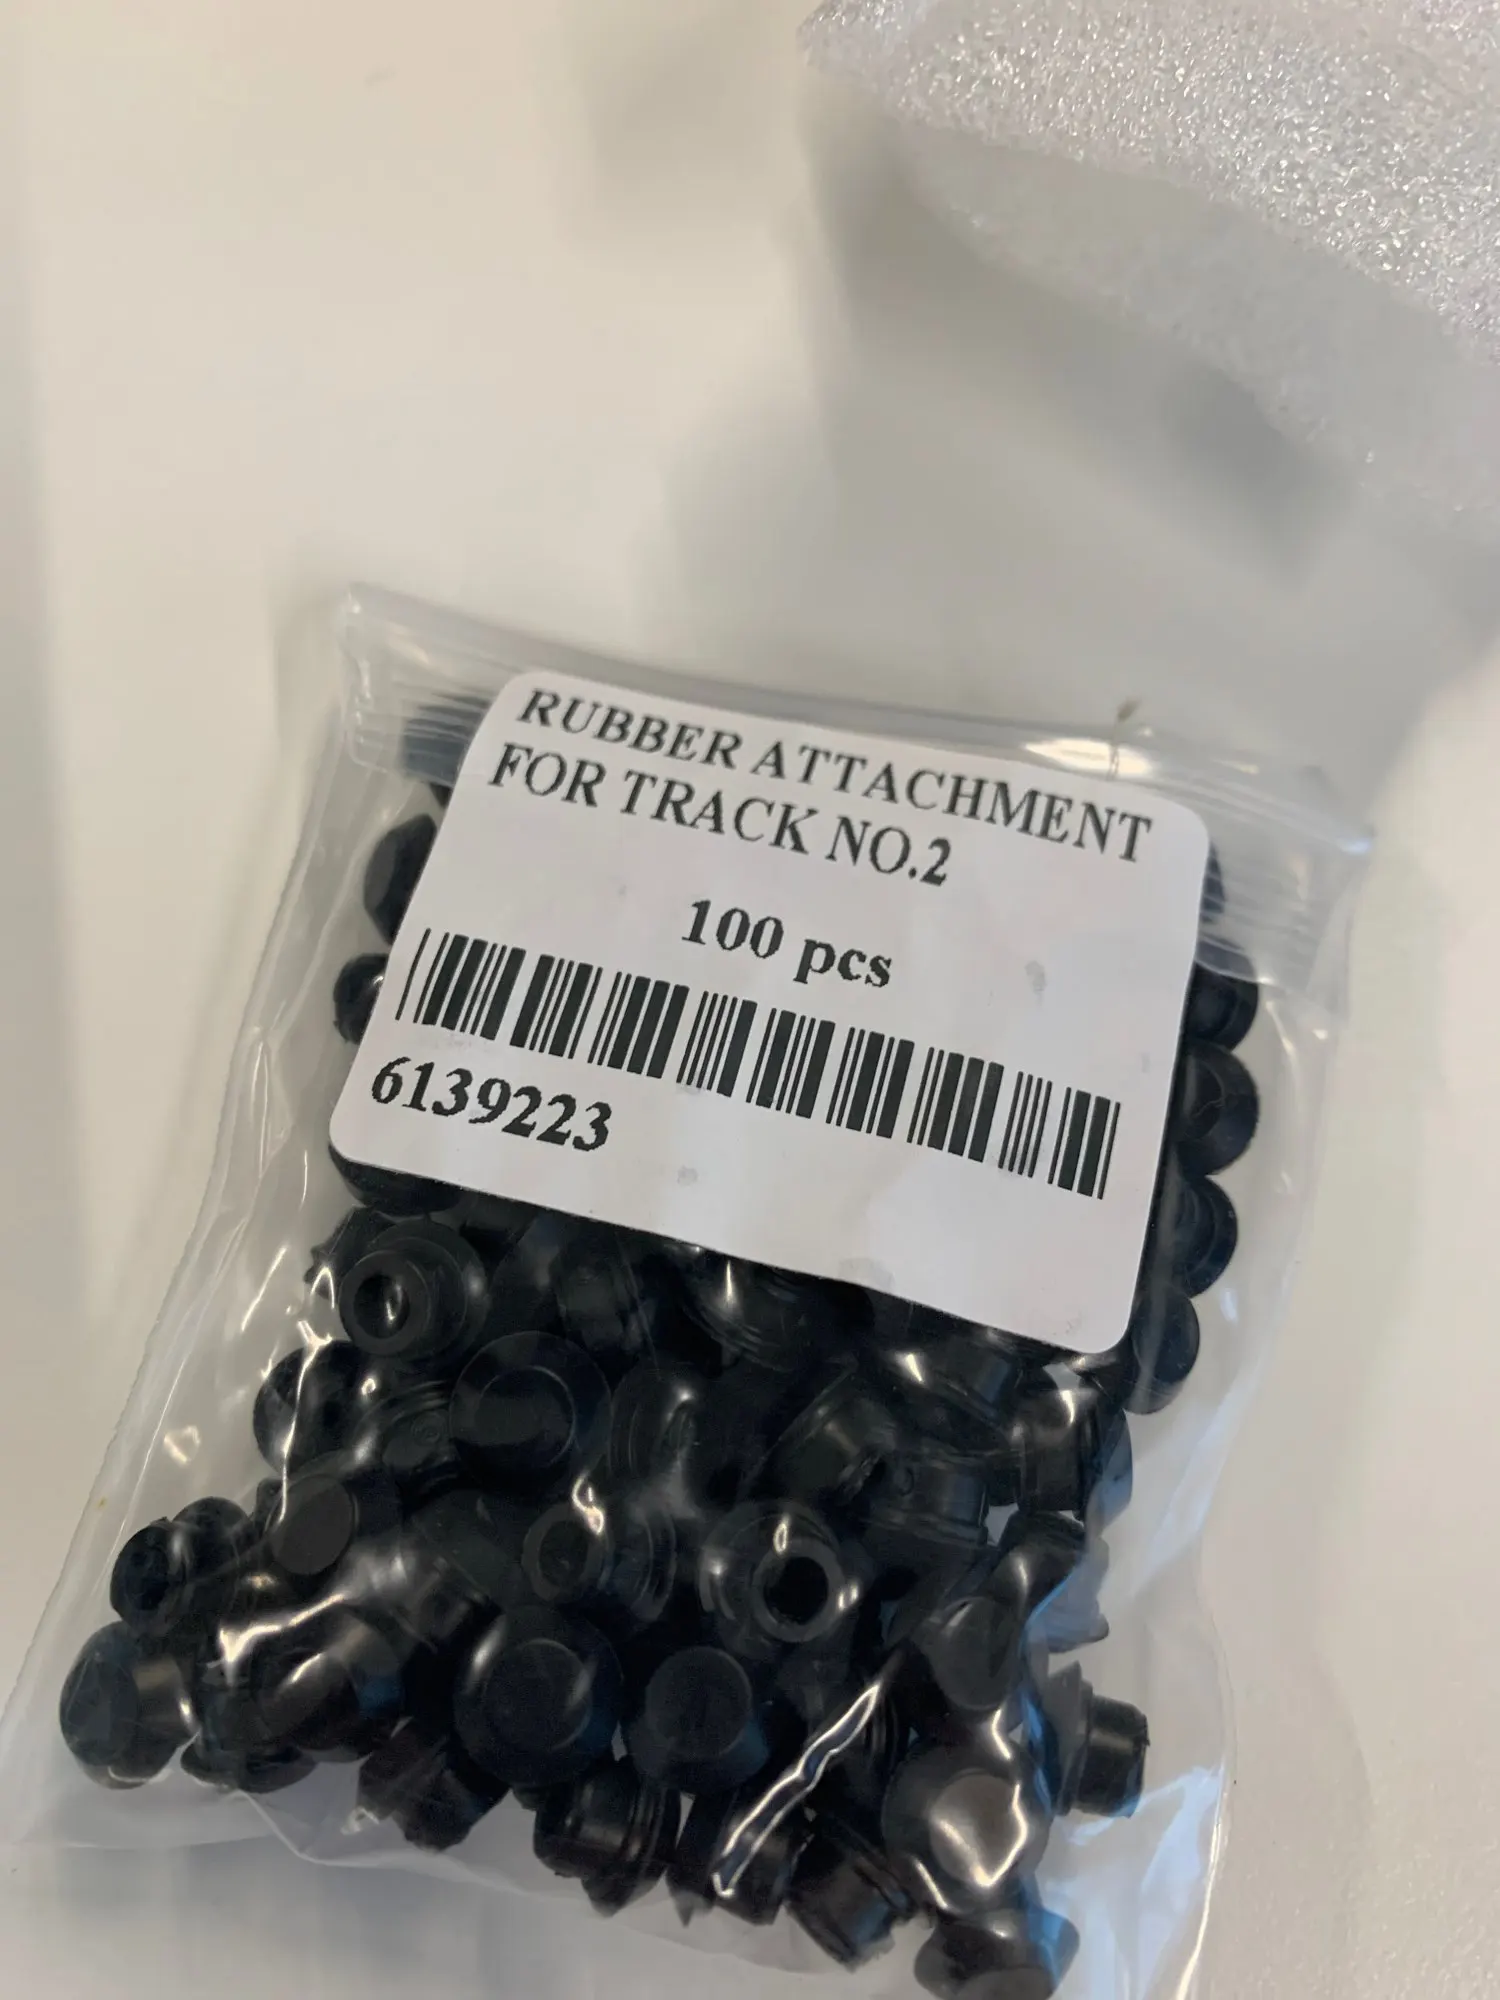 RUBBER ATTACHMENT
FOR TRACK NO.2
100 pcs
6139223